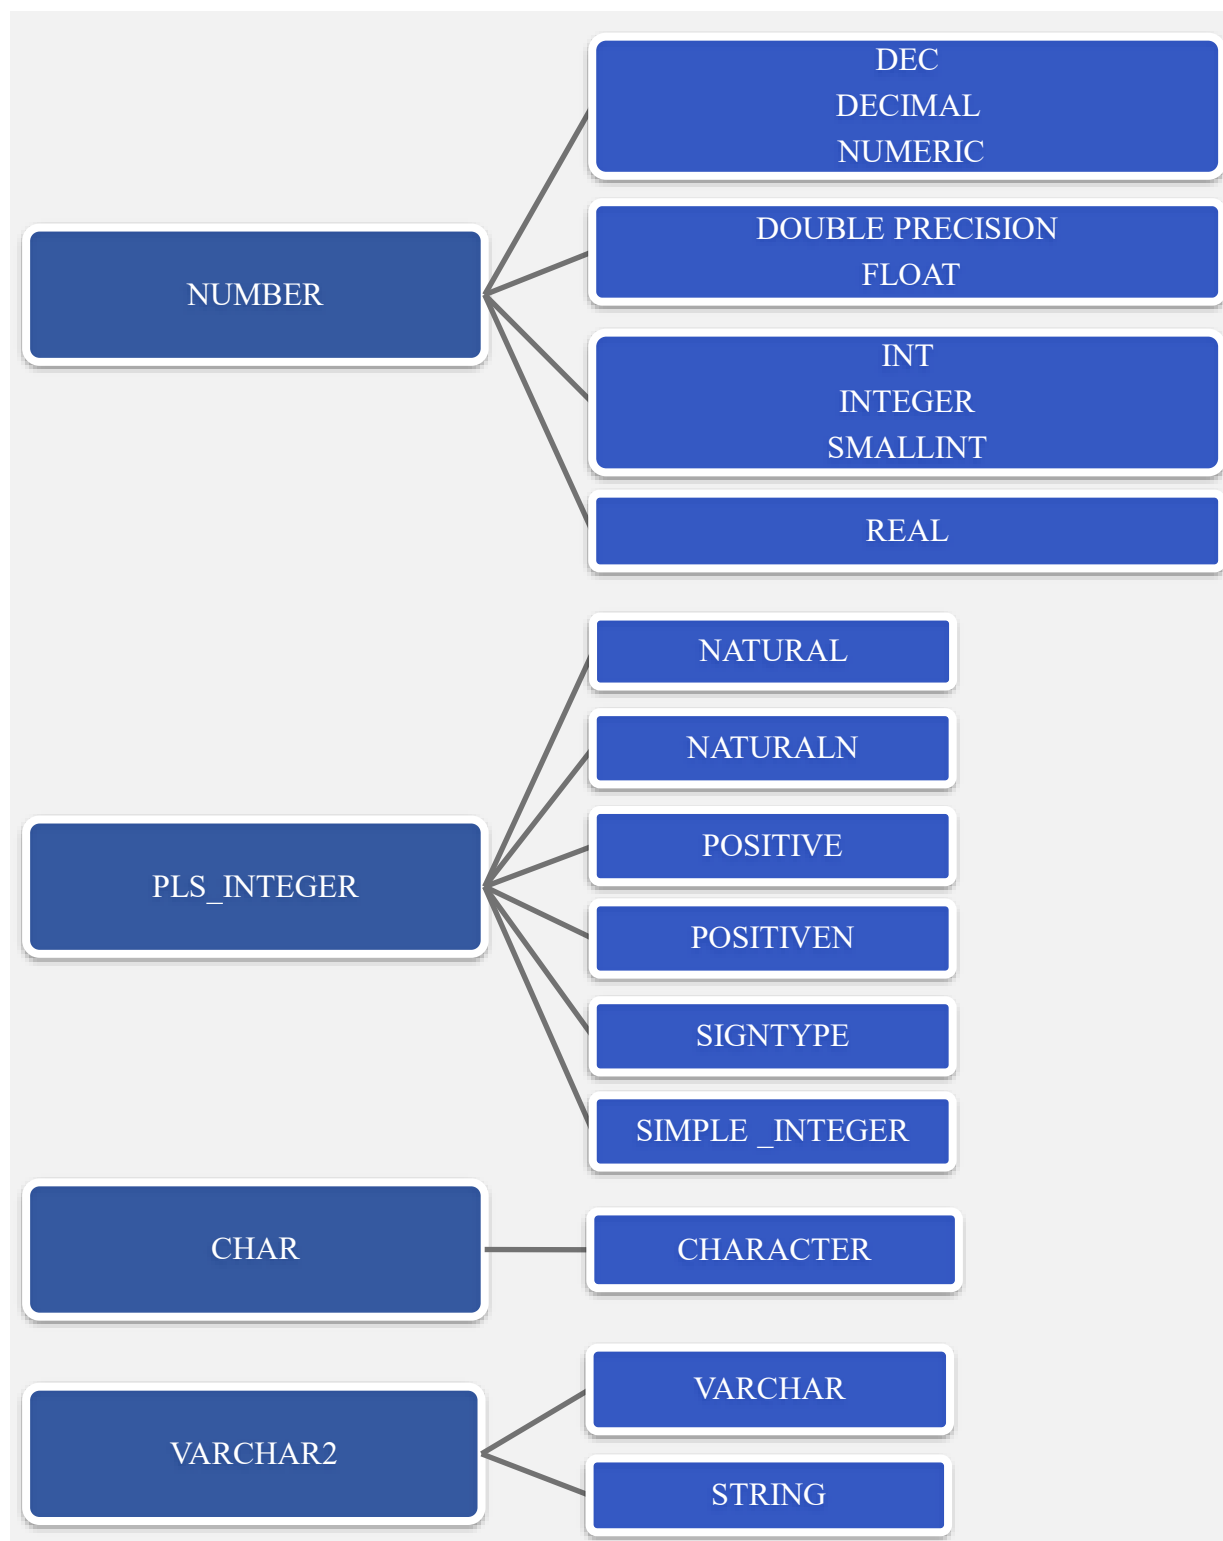 NUMBER
DEC
DECIMAL
NUMERIC
DOUBLE PRECISION
FLOAT
INT
INTEGER
SMALLINT
REAL
PLS_INTEGER
NATURAL
NATURALN
POSITIVE
POSITIVEN
SIGNTYPE
SIMPLE _INTEGER
CHAR
CHARACTER
VARCHAR2
VARCHAR
STRING